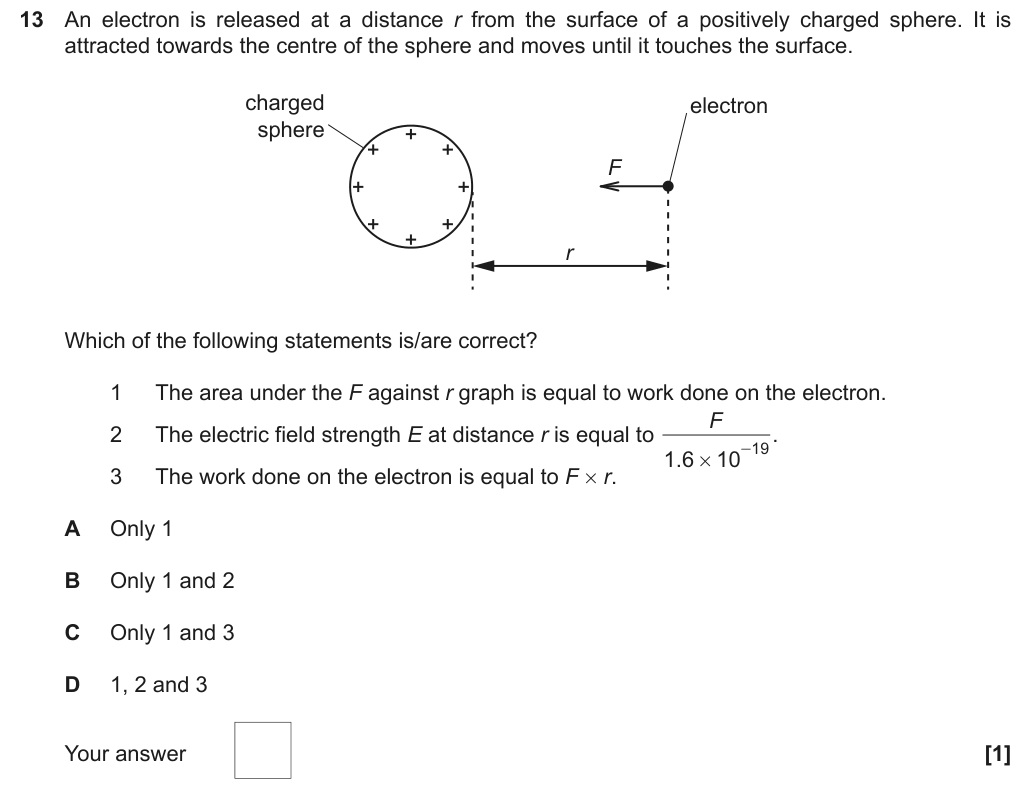 13 An electron is released at a distance r from the surface of a positively charged sphere. It is
attracted towards the centre of the sphere and moves until it touches the surface.
charged
sphere
electron
+
+ +
+ +
+ +
+
F
r
Which of the following statements is/are correct?
1 The area under the F against r graph is equal to work done on the electron.
2 The electric field strength E at distance r is equal to F / 1.6 × 10⁻¹⁹.
3 The work done on the electron is equal to F × r.
A Only 1
B Only 1 and 2
C Only 1 and 3
D 1, 2 and 3
Your answer [1]